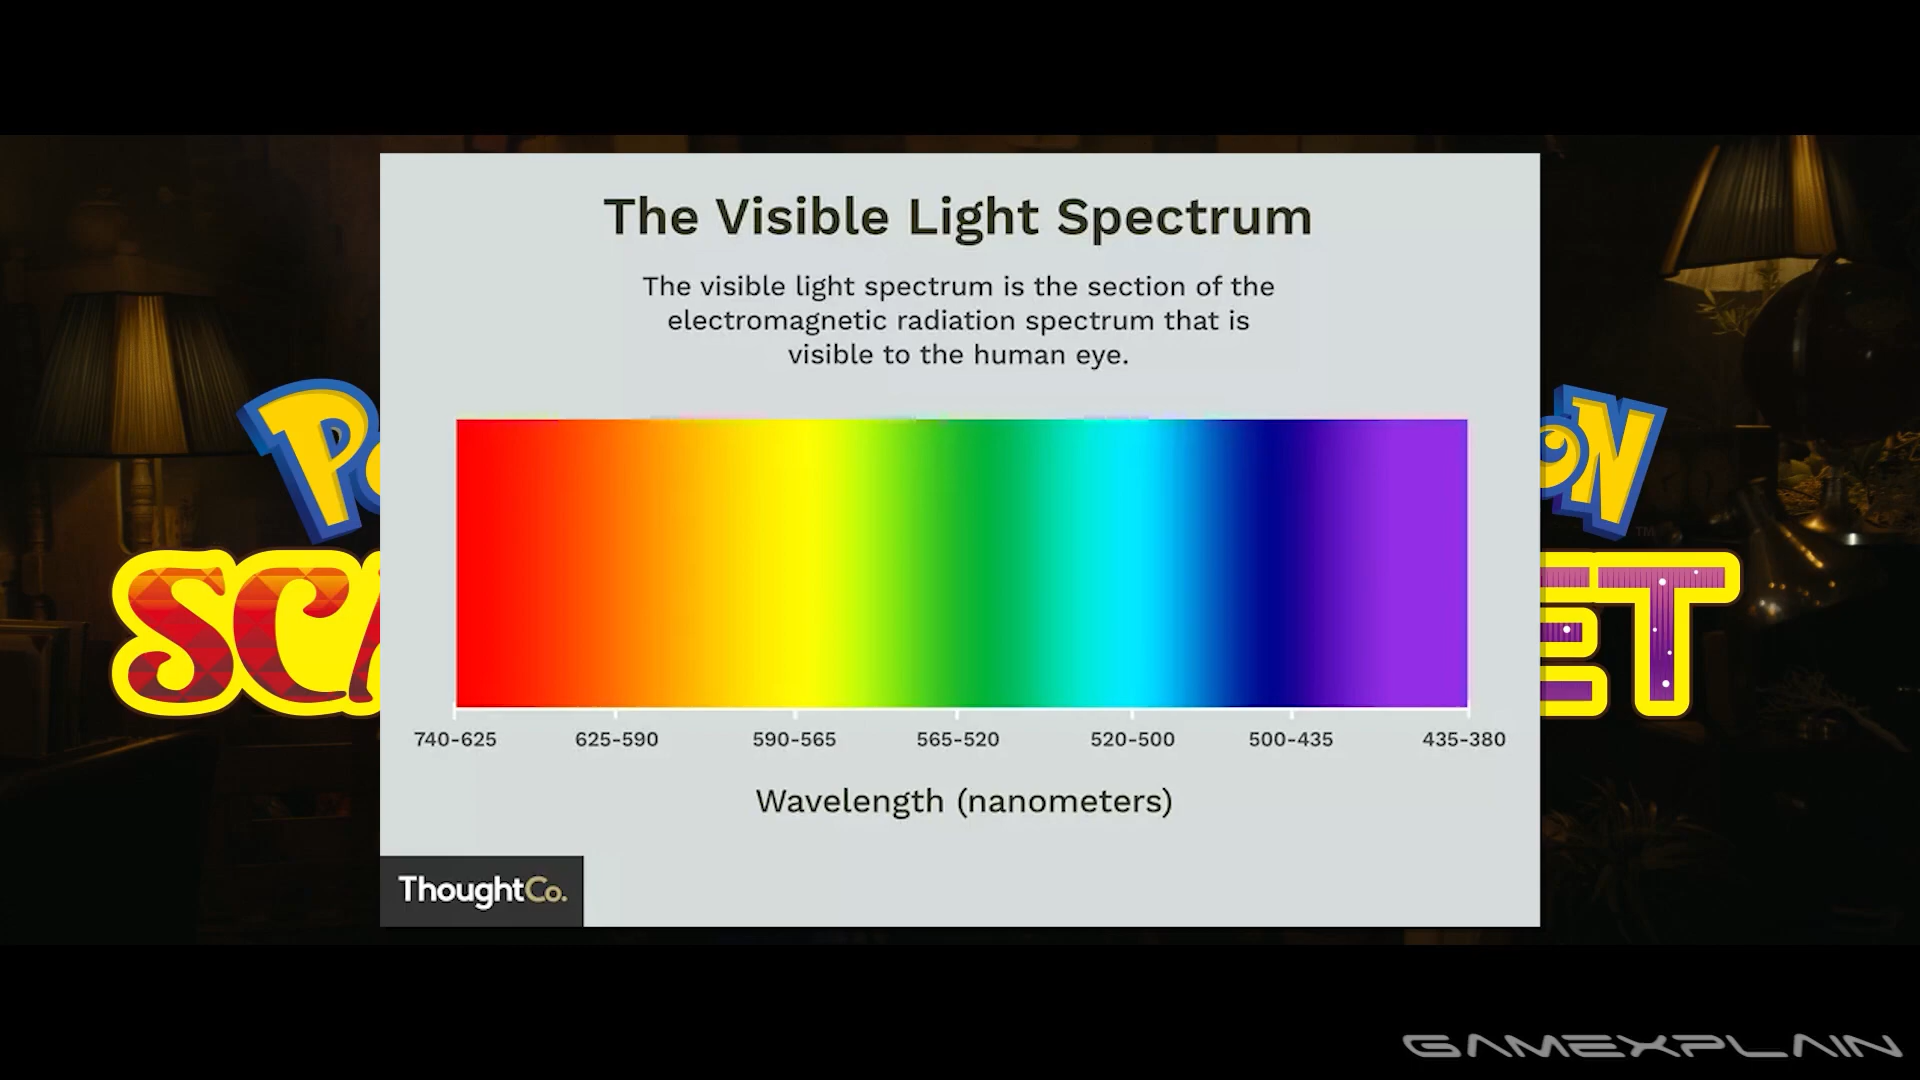 The Visible Light Spectrum
The visible light spectrum is the section of the
electromagnetic radiation spectrum that is
visible to the human eye.
740-625 625-590 590-565 565-520 520-500 500-435 435-380
Wavelength (nanometers)
ThoughtCo.
TM
GAMEXPLAIN